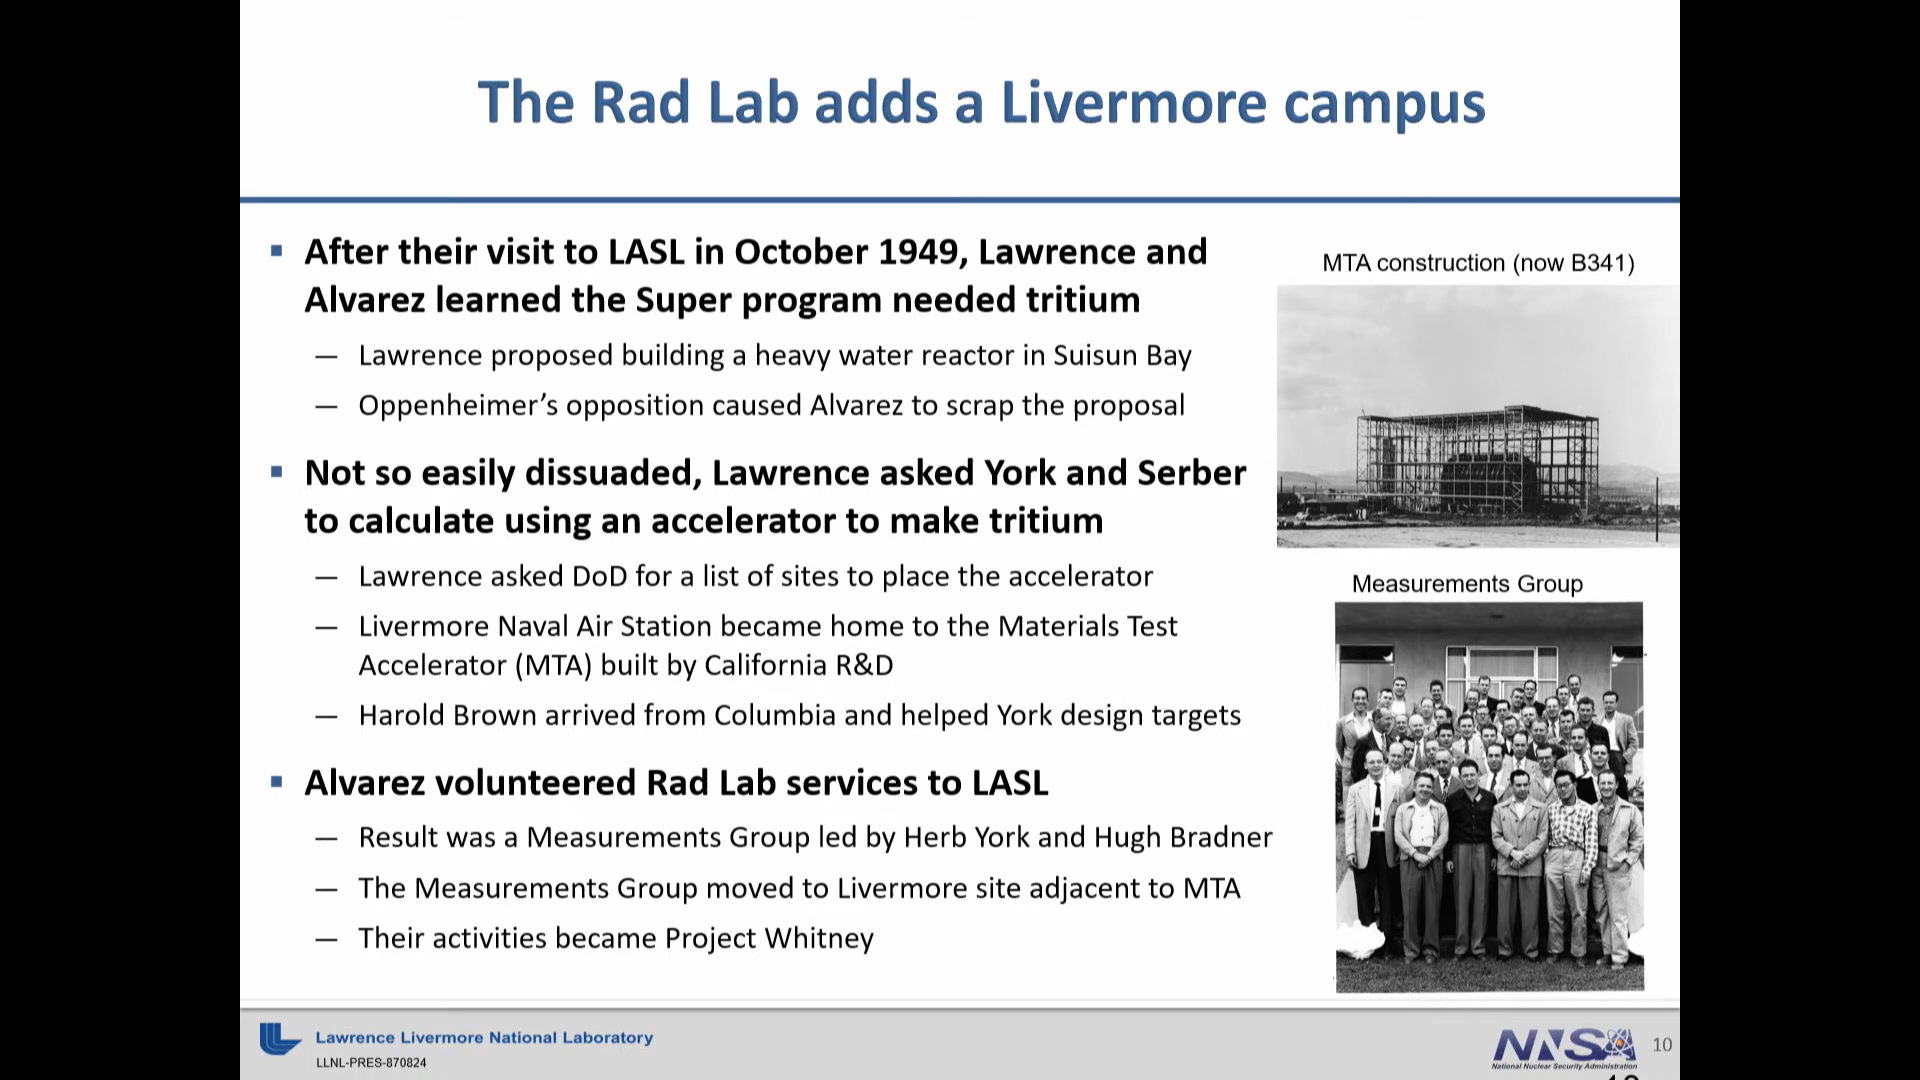 The Rad Lab adds a Livermore campus
▪ After their visit to LASL in October 1949, Lawrence and
Alvarez learned the Super program needed tritium
— Lawrence proposed building a heavy water reactor in Suisun Bay
— Oppenheimer’s opposition caused Alvarez to scrap the proposal
▪ Not so easily dissuaded, Lawrence asked York and Serber
to calculate using an accelerator to make tritium
— Lawrence asked DoD for a list of sites to place the accelerator
— Livermore Naval Air Station became home to the Materials Test
Accelerator (MTA) built by California R&D
— Harold Brown arrived from Columbia and helped York design targets
▪ Alvarez volunteered Rad Lab services to LASL
— Result was a Measurements Group led by Herb York and Hugh Bradner
— The Measurements Group moved to Livermore site adjacent to MTA
— Their activities became Project Whitney
MTA construction (now B341)
Measurements Group
Lawrence Livermore National Laboratory
LLNL-PRES-870824
NNSA
National Nuclear Security Administration
10